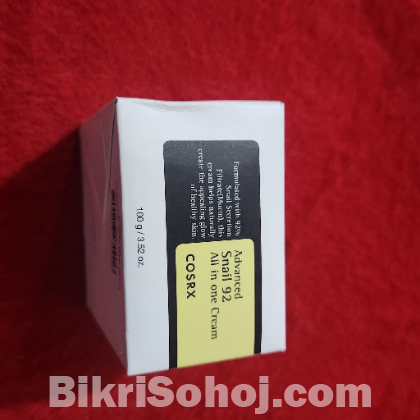 Formulated with 92%
Snail Secretion
Filtrate(Mucin), this
cream helps naturally
create the appealing glow
of healthy skin.
Advanced
Snail 92
All in one Cream
COSRX
100 g / 3.52 oz.
BikriSohoj.com